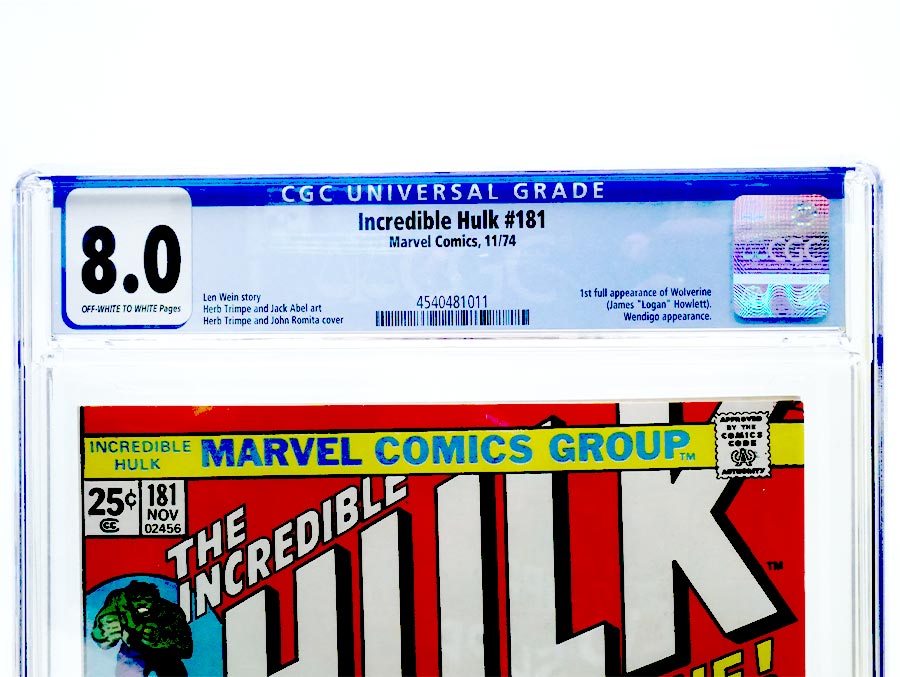 CGC UNIVERSAL GRADE
8.0
OFF-WHITE TO WHITE Pages
Incredible Hulk #181
Marvel Comics, 11/74
Len Wein story
Herb Trimpe and Jack Abel art
Herb Trimpe and John Romita cover
4540481011
1st full appearance of Wolverine
(James "Logan" Howlett).
Wendigo appearance.
CGC
INCREDIBLE
HULK
MARVEL COMICS GROUP TM
APPROVED
BY THE
COMICS
CODE
AUTHORITY
25¢
CC
181
NOV
02456
THE
INCREDIBLE
HULK
TM